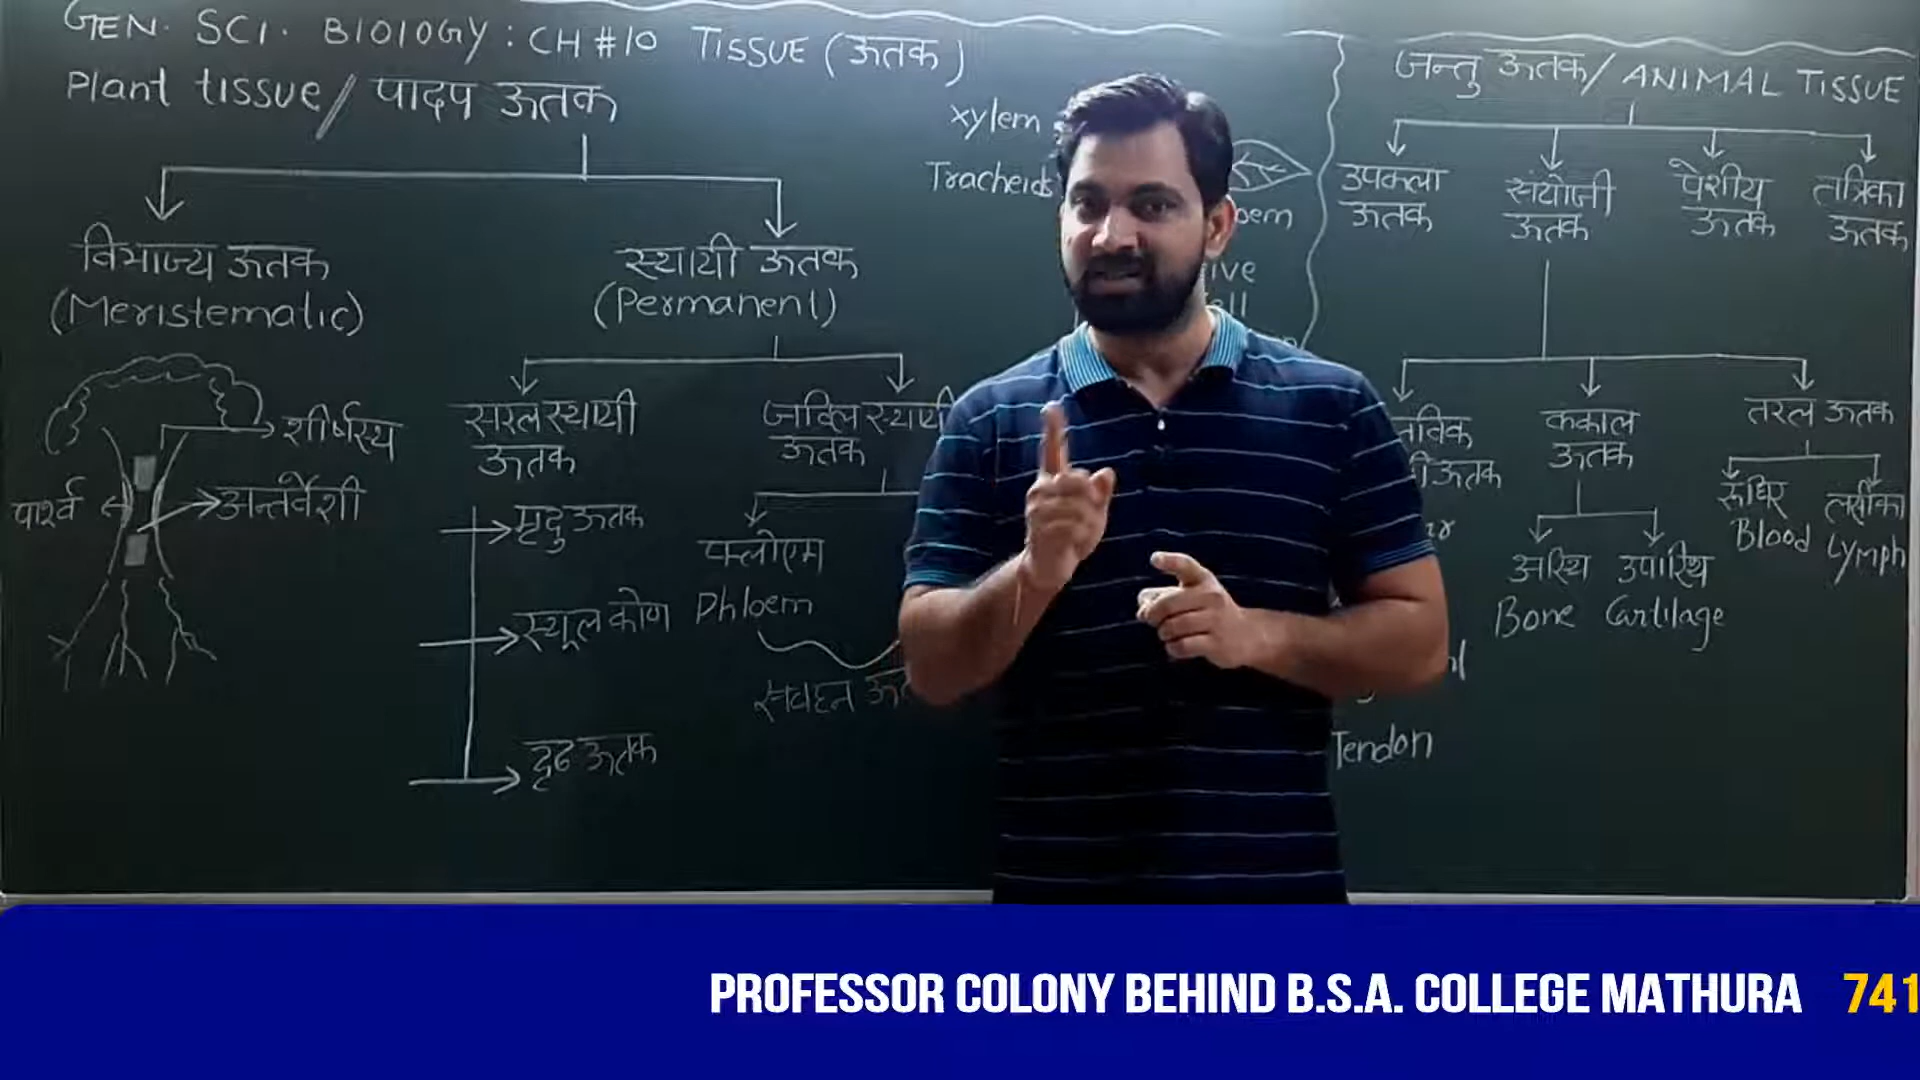 GEN. SCI. BIOLOGY: CH #10 TISSUE (ऊतक)
Plant tissue / पादप ऊतक
विभाज्य ऊतक
(Meristematic)
स्थायी ऊतक
(Permanent)
शीर्षस्थ
पार्श्व
अन्तर्वेशी
सरल स्थायी
ऊतक
मृदु ऊतक
स्थूल कोण
दृढ ऊतक
जटिल स्थायी
ऊतक
फ्लोएम
Phloem
संवहन
xylem
Tracheids
जन्तु ऊतक / ANIMAL TISSUE
उपकला
ऊतक
संयोजी
ऊतक
पेशीय
ऊतक
तंत्रिका
ऊतक
ऊतक
Tendon
कंकाल
ऊतक
अस्थि
Bone
उपास्थि
Cartilage
तरल ऊतक
रूधिर
Blood
लसीका
Lymph
PROFESSOR COLONY BEHIND B.S.A. COLLEGE MATHURA 741